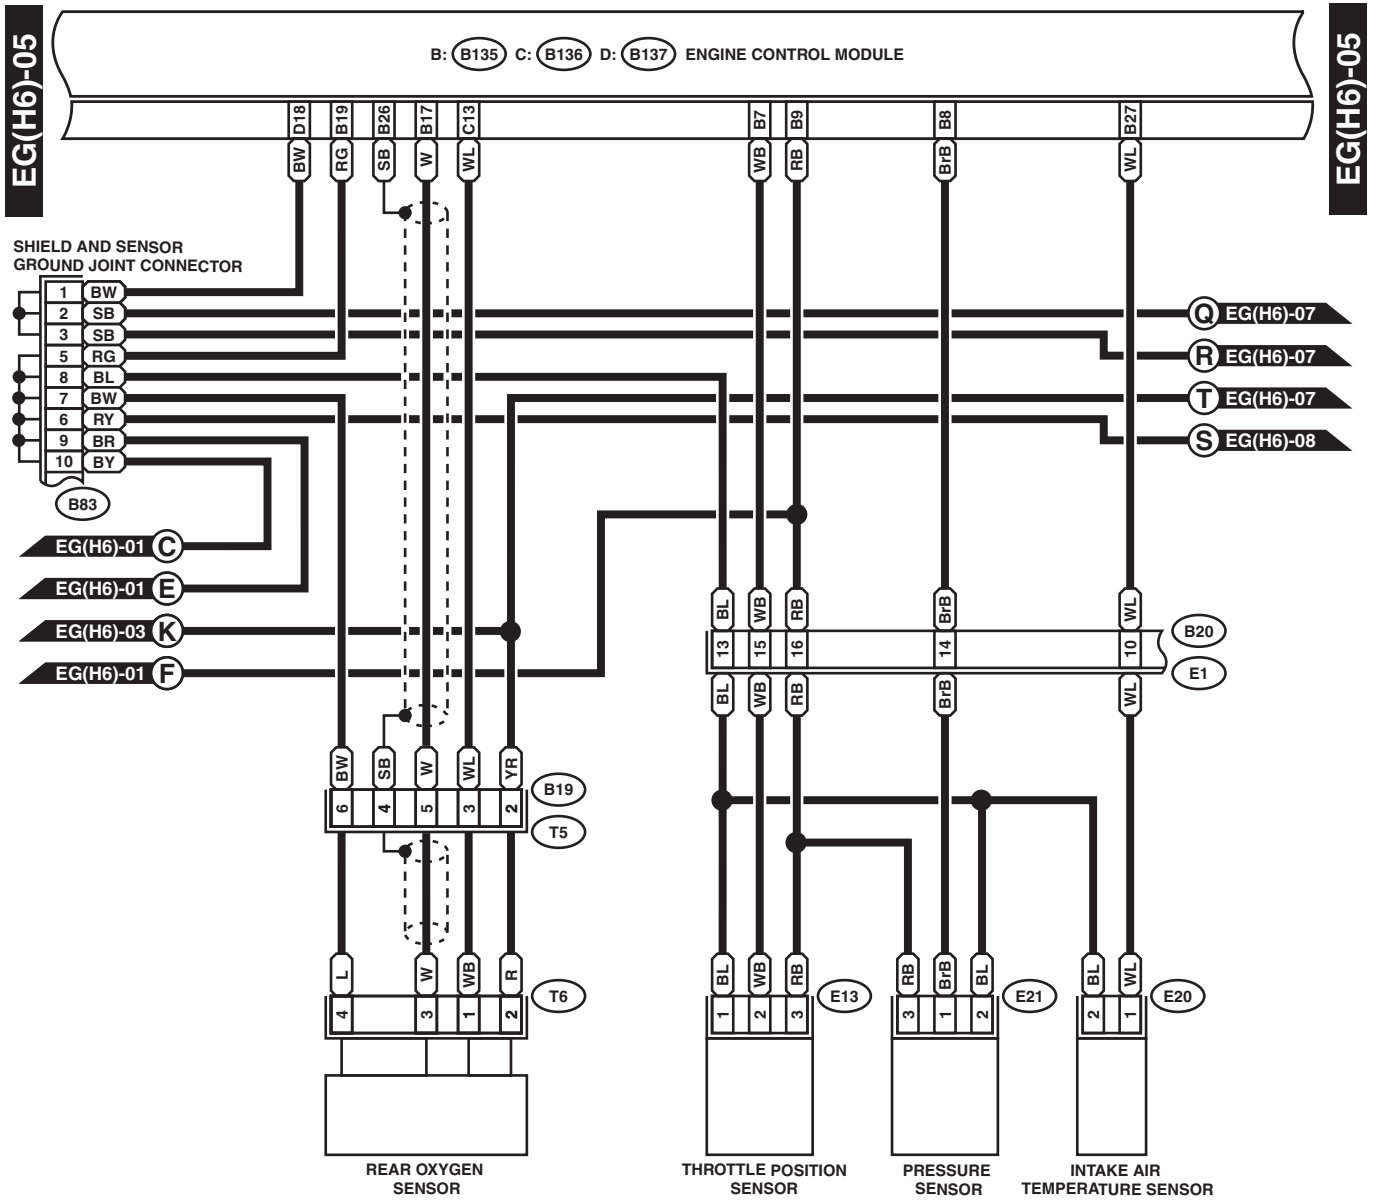 EG(H6)-05
B: B135 C: B136 D: B137 ENGINE CONTROL MODULE
EG(H6)-05
D18 B19 B26 B17 C13 B7 B9 B8 B27
BW RG SB W WL WB RB BrB WL
SHIELD AND SENSOR
GROUND JOINT CONNECTOR
1 BW
2 SB
3 SB
5 RG
8 BL
7 BW
6 RY
9 BR
10 BY
B83
Q EG(H6)-07
R EG(H6)-07
T EG(H6)-07
S EG(H6)-08
EG(H6)-01 C
EG(H6)-01 E
EG(H6)-03 K
EG(H6)-01 F
BL WB RB BrB WL
13 15 16 14 10
B20
E1
BL WB RB BrB WL
BW SB W WL YR
6 4 5 3 2
B19
T5
L W WB R
4 3 1 2
T6
BL WB RB
1 2 3
E13
RB BrB BL
3 1 2
E21
BL WL
2 1
E20
REAR OXYGEN
SENSOR
THROTTLE POSITION
SENSOR
PRESSURE
SENSOR
INTAKE AIR
TEMPERATURE SENSOR